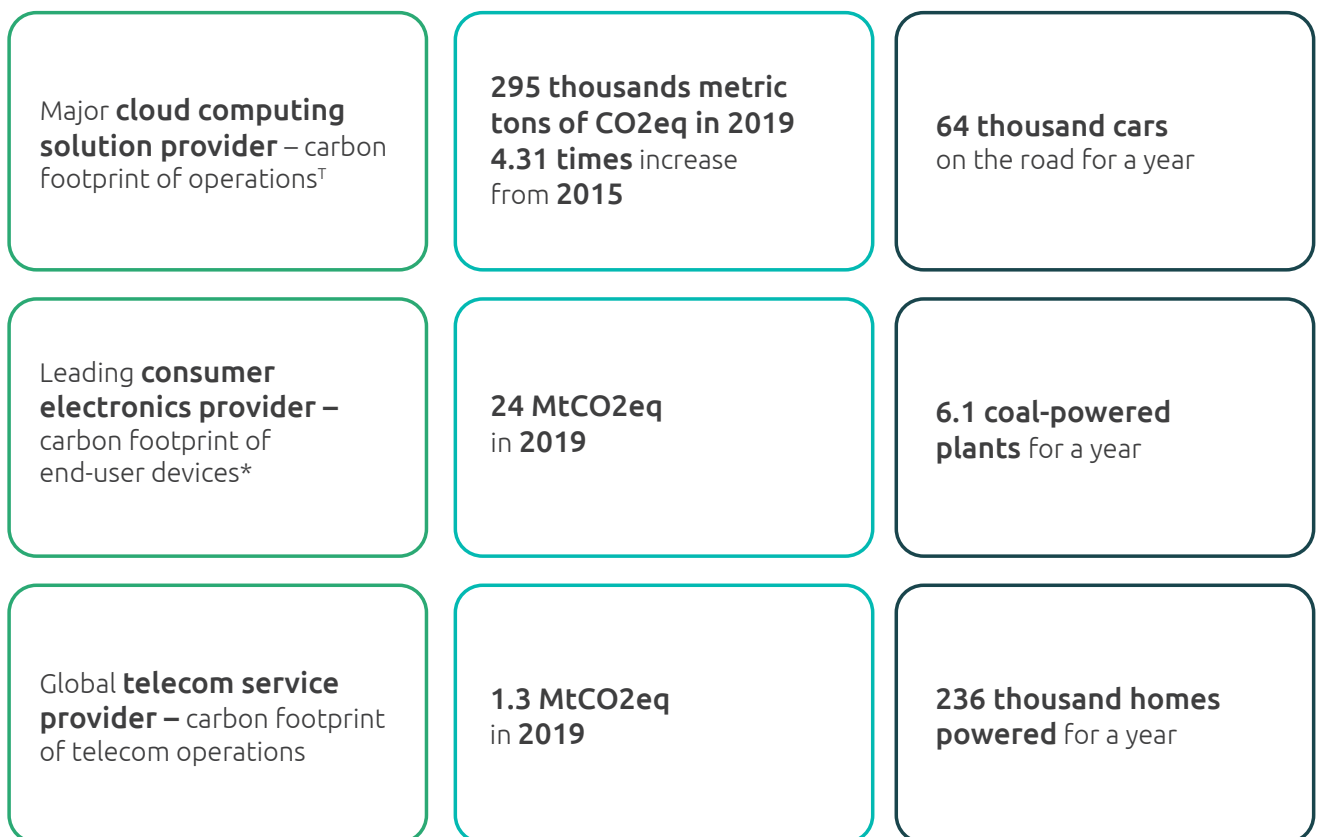 Major cloud computing
solution provider – carbon
footprint of operationsᵀ
295 thousands metric
tons of CO2eq in 2019
4.31 times increase
from 2015
64 thousand cars
on the road for a year
Leading consumer
electronics provider –
carbon footprint of
end-user devices*
24 MtCO2eq
in 2019
6.1 coal-powered
plants for a year
Global telecom service
provider – carbon footprint
of telecom operations
1.3 MtCO2eq
in 2019
236 thousand homes
powered for a year